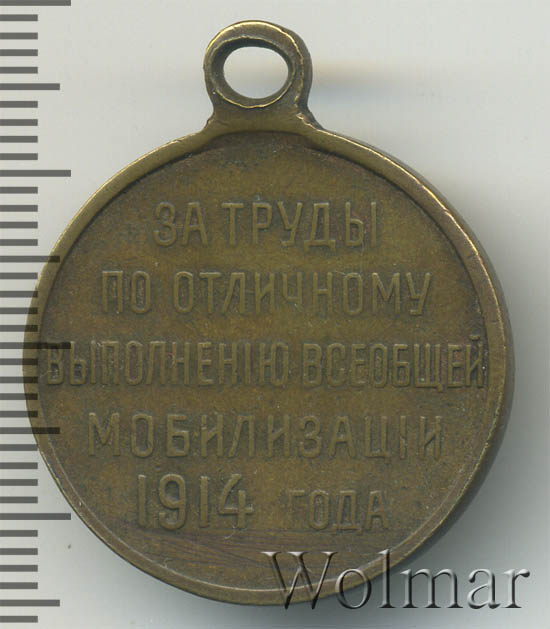 ЗА ТРУДЫ
ПО ОТЛИЧНОМУ
ВЫПОЛНЕНІЮ ВСЕОБЩЕЙ
МОБИЛИЗАЦІИ
1914 ГОДА
Wolmar